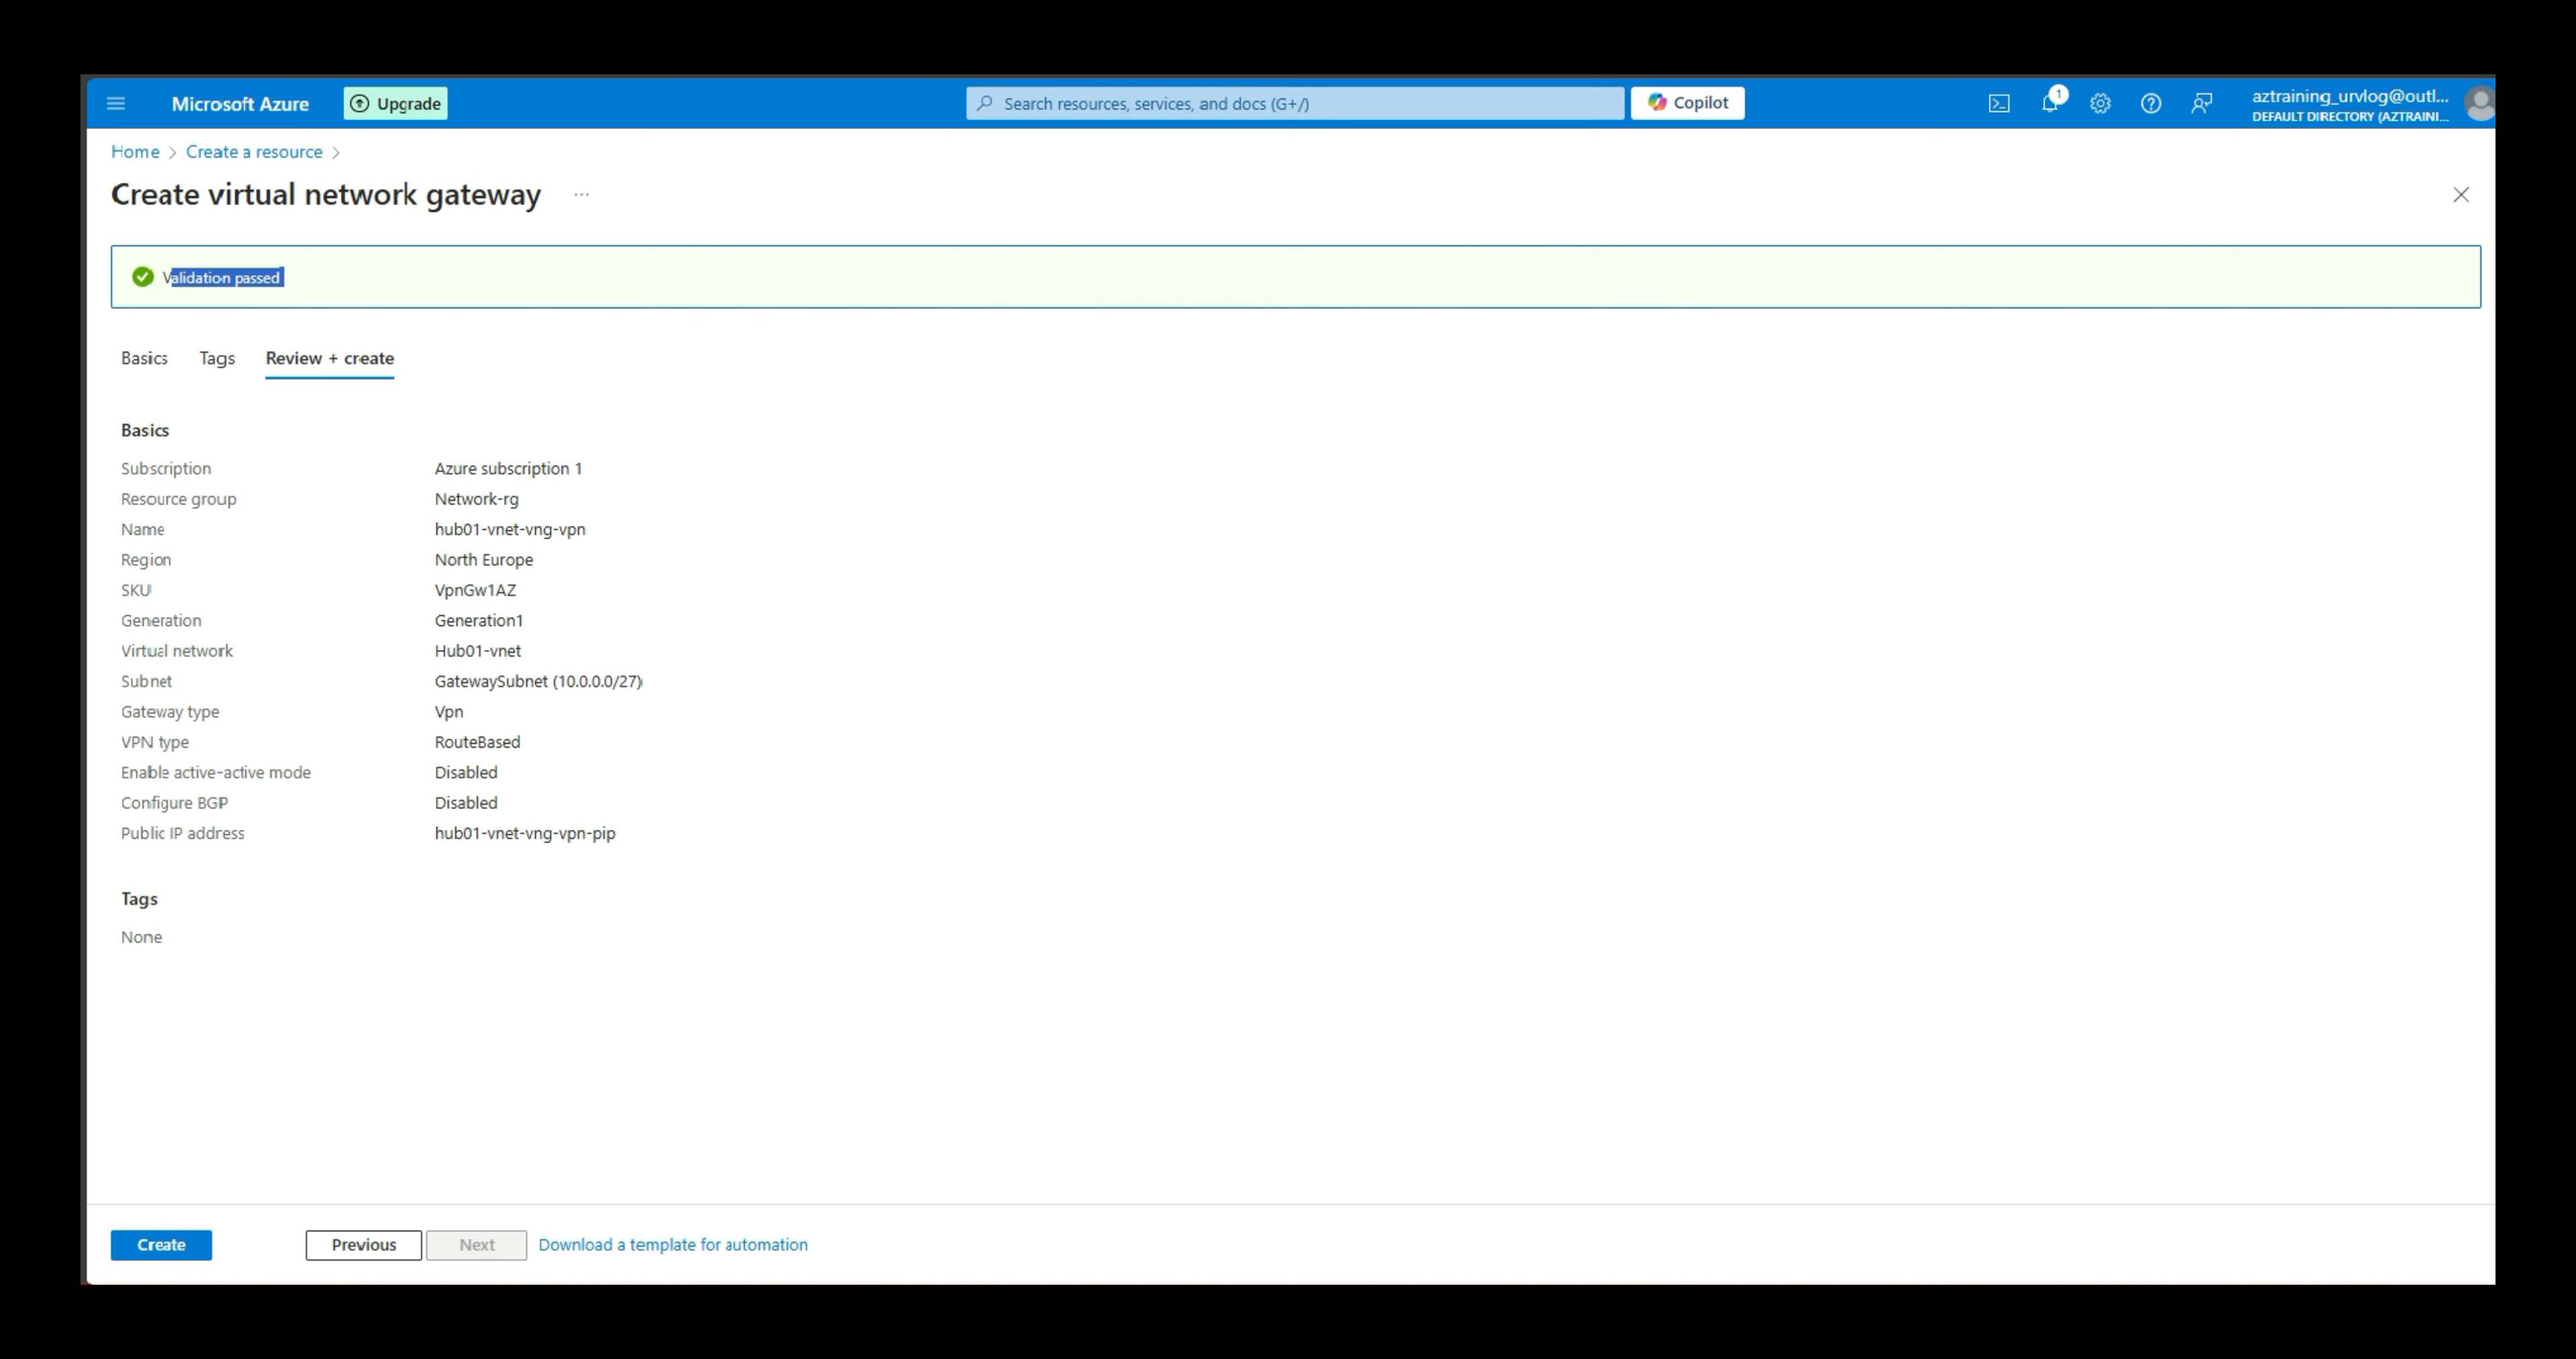 Microsoft Azure
Upgrade
Search resources, services, and docs (G+/)
Copilot
1
aztraining_urvlog@outl...
DEFAULT DIRECTORY (AZTRAINI...
Home > Create a resource >
Create virtual network gateway ...
Validation passed
Basics Tags Review + create
Basics
Subscription Azure subscription 1
Resource group Network-rg
Name hub01-vnet-vng-vpn
Region North Europe
SKU VpnGw1AZ
Generation Generation1
Virtual network Hub01-vnet
Subnet GatewaySubnet (10.0.0.0/27)
Gateway type Vpn
VPN type RouteBased
Enable active-active mode Disabled
Configure BGP Disabled
Public IP address hub01-vnet-vng-vpn-pip
Tags
None
Create Previous Next Download a template for automation